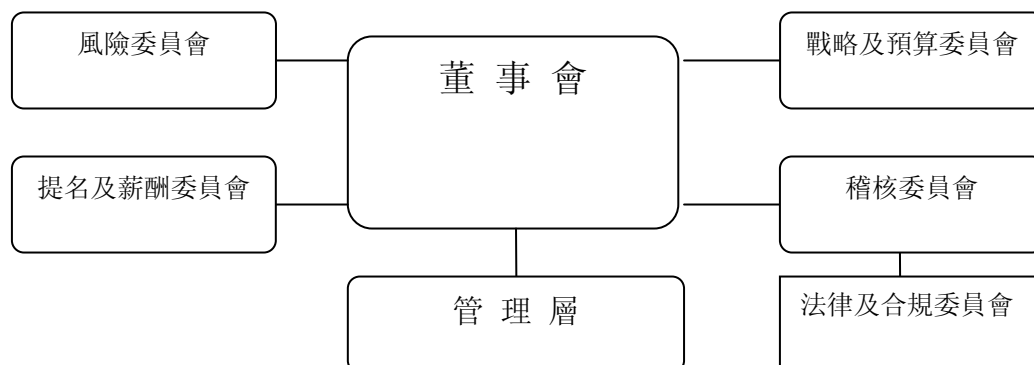 風險委員會
董 事 會
戰略及預算委員會
提名及薪酬委員會
稽核委員會
管 理 層
法律及合規委員會